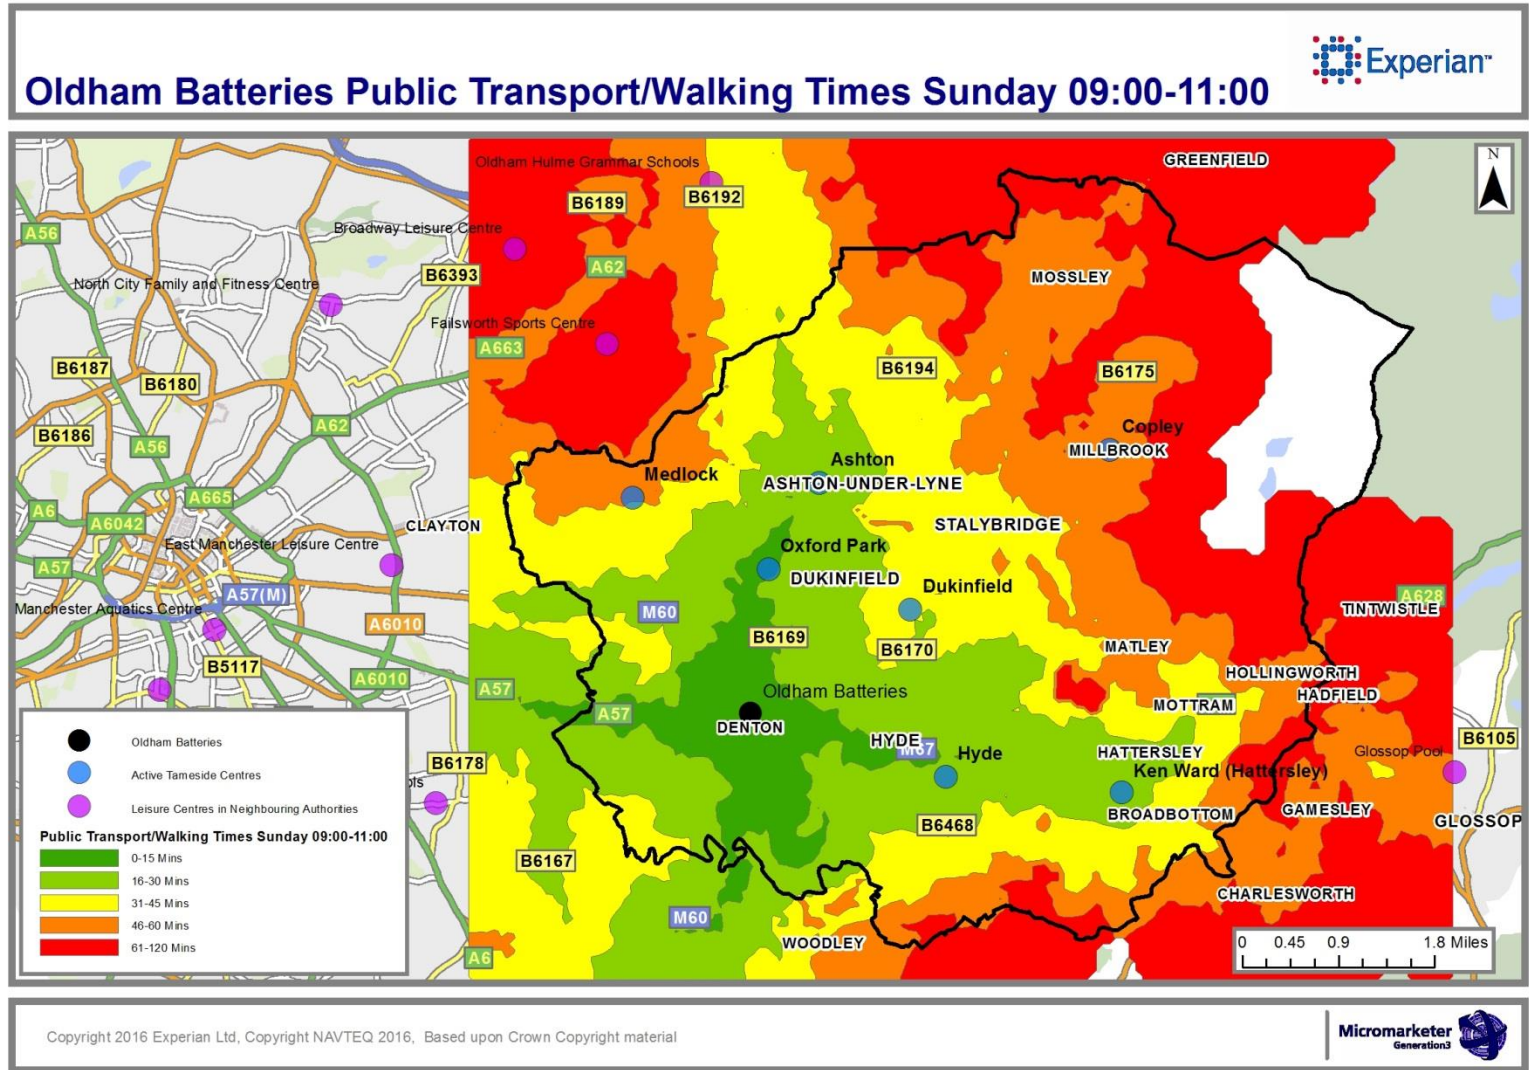 Experian™
Oldham Batteries Public Transport/Walking Times Sunday 09:00-11:00
N
GREENFIELD
Oldham Hulme Grammar Schools
B6192
B6189
Broadway Leisure Centre
A56
A62
B6393
MOSSLEY
North City Family and Fitness Centre
Failsworth Sports Centre
A663
B6187
B6180
B6194
B6175
A62
B6186
A56
Copley
MILLBROOK
Ashton
ASHTON-UNDER-LYNE
Medlock
A665
A6
A6042
CLAYTON
STALYBRIDGE
East Manchester Leisure Centre
Oxford Park
A57
DUKINFIELD
Dukinfield
A57(M)
A628
TINTWISTLE
Manchester Aquatics Centre
M60
A6010
B6169
B6170
MATLEY
B5117
HOLLINGWORTH
A6010
A57
Oldham Batteries
HADFIELD
MOTTRAM
A57
DENTON
HYDE
M67
Hyde
HATTERSLEY
B6105
Glossop Pool
B6178
Ken Ward (Hattersley)
ols
GAMESLEY
BROADBOTTOM
GLOSSOP
B6468
B6167
CHARLESWORTH
M60
WOODLEY
A6
Oldham Batteries
Active Tameside Centres
Leisure Centres in Neighbouring Authorities
Public Transport/Walking Times Sunday 09:00-11:00
0-15 Mins
16-30 Mins
31-45 Mins
46-60 Mins
61-120 Mins
0 0.45 0.9 1.8 Miles
Copyright 2016 Experian Ltd, Copyright NAVTEQ 2016, Based upon Crown Copyright material
Micromarketer
Generation3